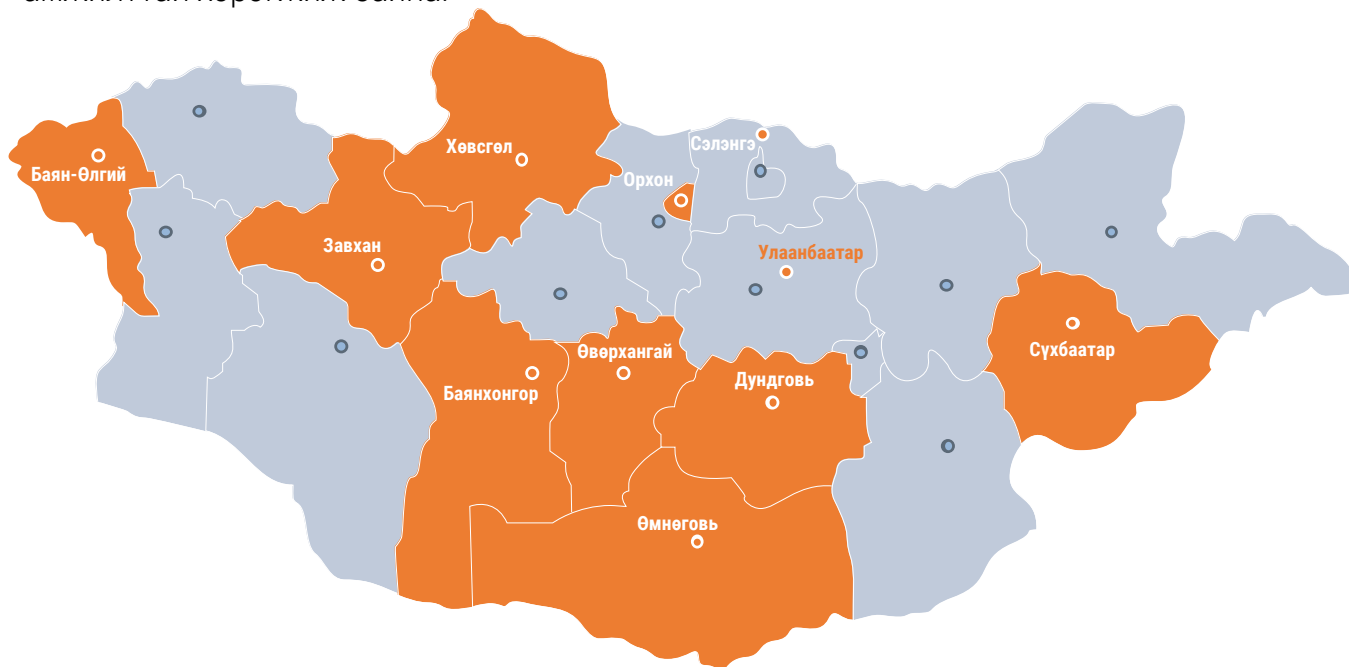 Хөвсгөл
Сэлэнгэ
Баян-Өлгий
Орхон
Завхан
Улаанбаатар
Өвөрхангай
Сүхбаатар
Баянхонгор
Дундговь
Өмнөговь